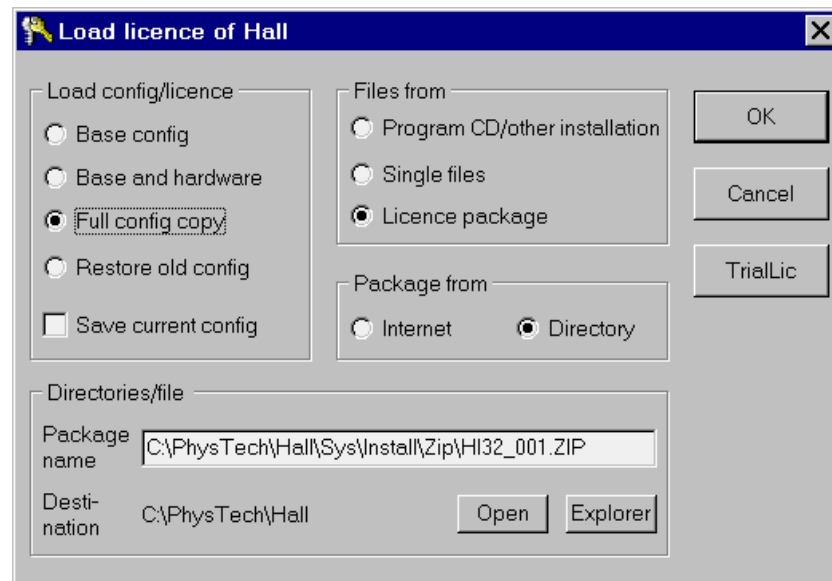 Load licence of Hall
Load config/licence
Base config
Base and hardware
Full config copy
Restore old config
Save current config
Files from
Program CD/other installation
Single files
Licence package
Package from
Internet
Directory
OK
Cancel
TrialLic
Directories/file
Package
name
C:\PhysTech\Hall\Sys\Install\Zip\HI32_001.ZIP
Desti-
nation
C:\PhysTech\Hall
Open
Explorer